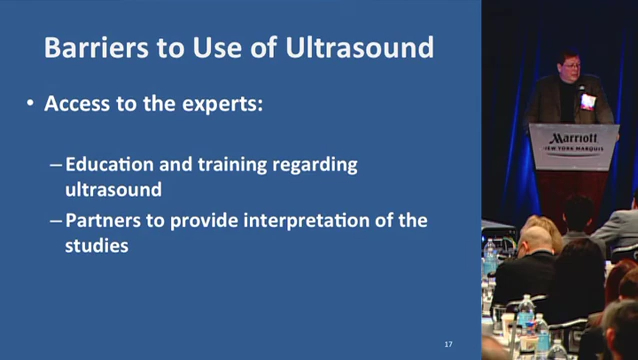 Barriers to Use of Ultrasound
• Access to the experts:
– Education and training regarding
ultrasound
– Partners to provide interpretation of the
studies
17
Marriott
NEW YORK MARQUIS